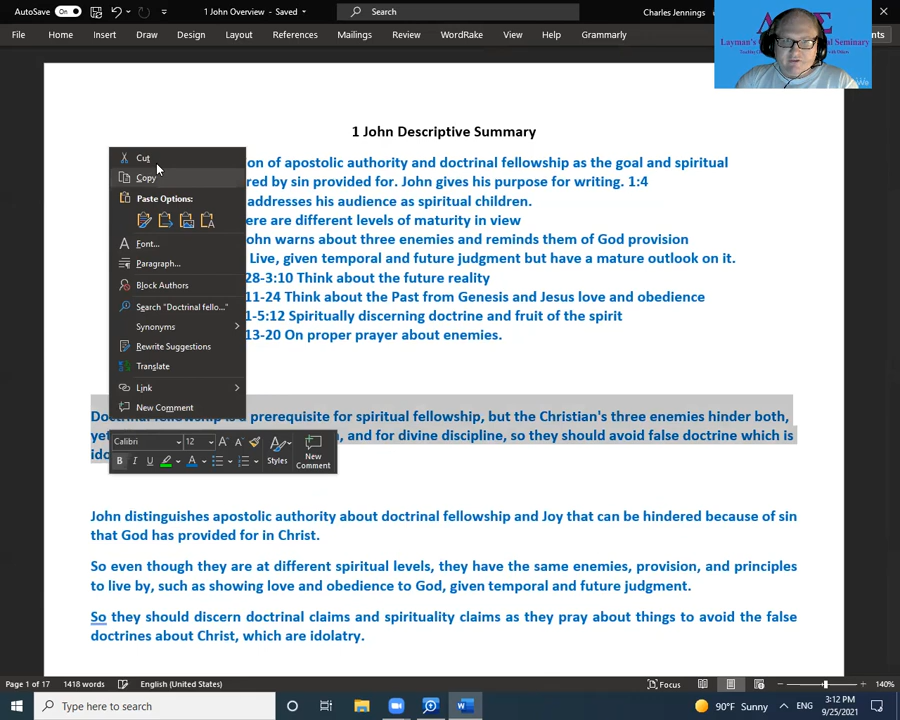 AutoSave On 1 John Overview - Saved Search Charles Jennings
File Home Insert Draw Design Layout References Mailings Review WordRake View Help Grammarly
Layman's Seminary
1 John Descriptive Summary
on of apostolic authority and doctrinal fellowship as the goal and spiritual
red by sin provided for. John gives his purpose for writing. 1:4
addresses his audience as spiritual children.
ere are different levels of maturity in view
ohn warns about three enemies and reminds them of God provision
Live, given temporal and future judgment but have a mature outlook on it.
28-3:10 Think about the future reality
11-24 Think about the Past from Genesis and Jesus love and obedience
1-5:12 Spiritually discerning doctrine and fruit of the spirit
13-20 On proper prayer about enemies.
Cut
Copy
Paste Options:
Font...
Paragraph...
Block Authors
Search "Doctrinal fello..."
Synonyms
Rewrite Suggestions
Translate
Link
New Comment
Doctrinal fellowship is a prerequisite for spiritual fellowship, but the Christian's three enemies hinder both,
yet , and for divine discipline, so they should avoid false doctrine which is
ido
Calibri 12
B I U A Styles New Comment
John distinguishes apostolic authority about doctrinal fellowship and Joy that can be hindered because of sin
that God has provided for in Christ.
So even though they are at different spiritual levels, they have the same enemies, provision, and principles
to live by, such as showing love and obedience to God, given temporal and future judgment.
So they should discern doctrinal claims and spirituality claims as they pray about things to avoid the false
doctrines about Christ, which are idolatry.
Page 1 of 17 1418 words English (United States) Focus 140%
Type here to search 90°F Sunny ENG 3:12 PM
9/25/2021